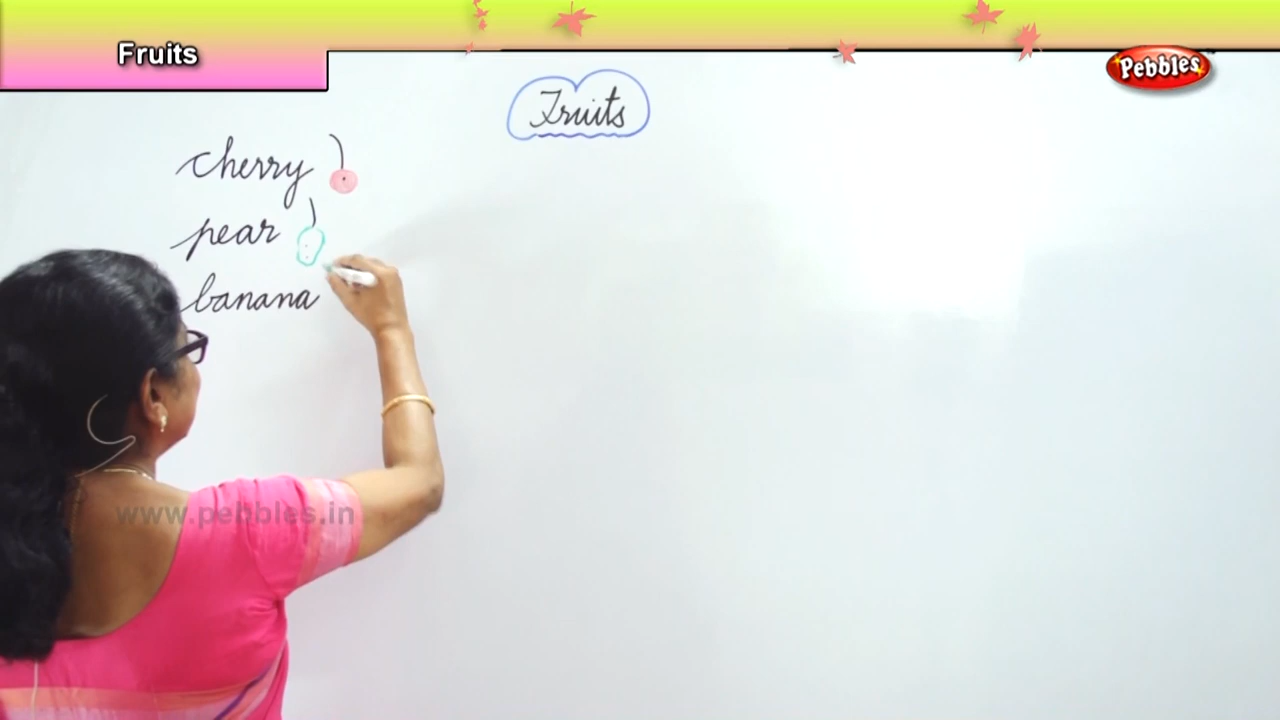 Fruits
Pebbles
Fruits
cherry
pear
banana
www.pebbles.in